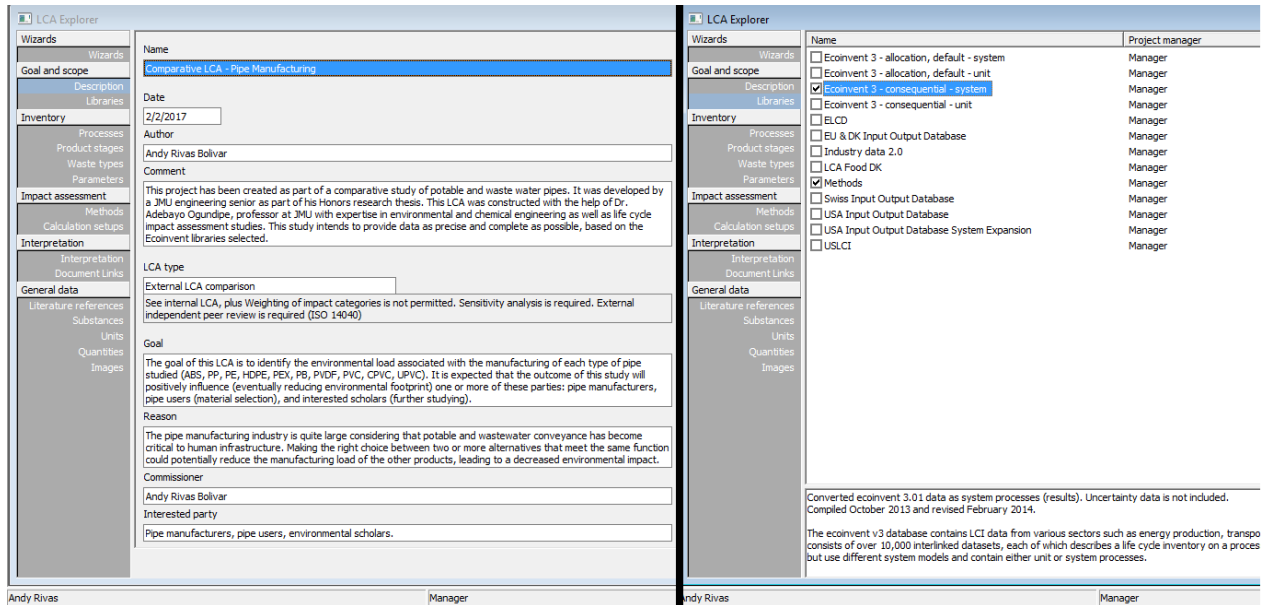 LCA Explorer
Wizards
Wizards
Goal and scope
Description
Libraries
Inventory
Processes
Product stages
Waste types
Parameters
Impact assessment
Methods
Calculation setups
Interpretation
Interpretation
Document Links
General data
Literature references
Substances
Units
Quantities
Images
Name
Comparative LCA - Pipe Manufacturing
Date
2/2/2017
Author
Andy Rivas Bolivar
Comment
This project has been created as part of a comparative study of potable and waste water pipes. It was developed by
a JMU engineering senior as part of his Honors research thesis. This LCA was constructed with the help of Dr.
Adebayo Ogundipe, professor at JMU with expertise in environmental and chemical engineering as well as life cycle
impact assessment studies. This study intends to provide data as precise and complete as possible, based on the
Ecoinvent libraries selected.
LCA type
External LCA comparison
See internal LCA, plus Weighting of impact categories is not permitted. Sensitivity analysis is required. External
independent peer review is required (ISO 14040)
Goal
The goal of this LCA is to identify the environmental load associated with the manufacturing of each type of pipe
studied (ABS, PP, PE, HDPE, PEX, PB, PVDF, PVC, CPVC, UPVC). It is expected that the outcome of this study will
positively influence (eventually reducing environmental footprint) one or more of these parties: pipe manufacturers,
pipe users (material selection), and interested scholars (further studying).
Reason
The pipe manufacturing industry is quite large considering that potable and wastewater conveyance has become
critical to human infrastructure. Making the right choice between two or more alternatives that meet the same function
could potentially reduce the manufacturing load of the other products, leading to a decreased environmental impact.
Commissioner
Andy Rivas Bolivar
Interested party
Pipe manufacturers, pipe users, environmental scholars.
Andy Rivas Manager
LCA Explorer
Wizards
Wizards
Goal and scope
Description
Libraries
Inventory
Processes
Product stages
Waste types
Parameters
Impact assessment
Methods
Calculation setups
Interpretation
Interpretation
Document Links
General data
Literature references
Substances
Units
Quantities
Images
Name Project manager
Ecoinvent 3 - allocation, default - system Manager
Ecoinvent 3 - allocation, default - unit Manager
Ecoinvent 3 - consequential - system Manager
Ecoinvent 3 - consequential - unit Manager
ELCD Manager
EU & DK Input Output Database Manager
Industry data 2.0 Manager
LCA Food DK Manager
Methods Manager
Swiss Input Output Database Manager
USA Input Output Database Manager
USA Input Output Database System Expansion Manager
USLCI Manager
Converted ecoinvent 3.01 data as system processes (results). Uncertainty data is not included.
Compiled October 2013 and revised February 2014.
The ecoinvent v3 database contains LCI data from various sectors such as energy production, transpo
consists of over 10,000 interlinked datasets, each of which describes a life cycle inventory on a proces
but use different system models and contain either unit or system processes.
Andy Rivas Manager